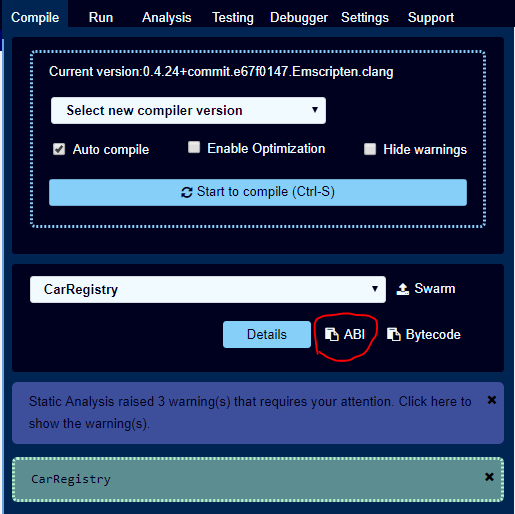 Compile Run Analysis Testing Debugger Settings Support
Current version:0.4.24+commit.e67f0147.Emscripten.clang
Select new compiler version
Auto compile Enable Optimization Hide warnings
Start to compile (Ctrl-S)
CarRegistry Swarm
Details ABI Bytecode
Static Analysis raised 3 warning(s) that requires your attention. Click here to
show the warning(s).
CarRegistry